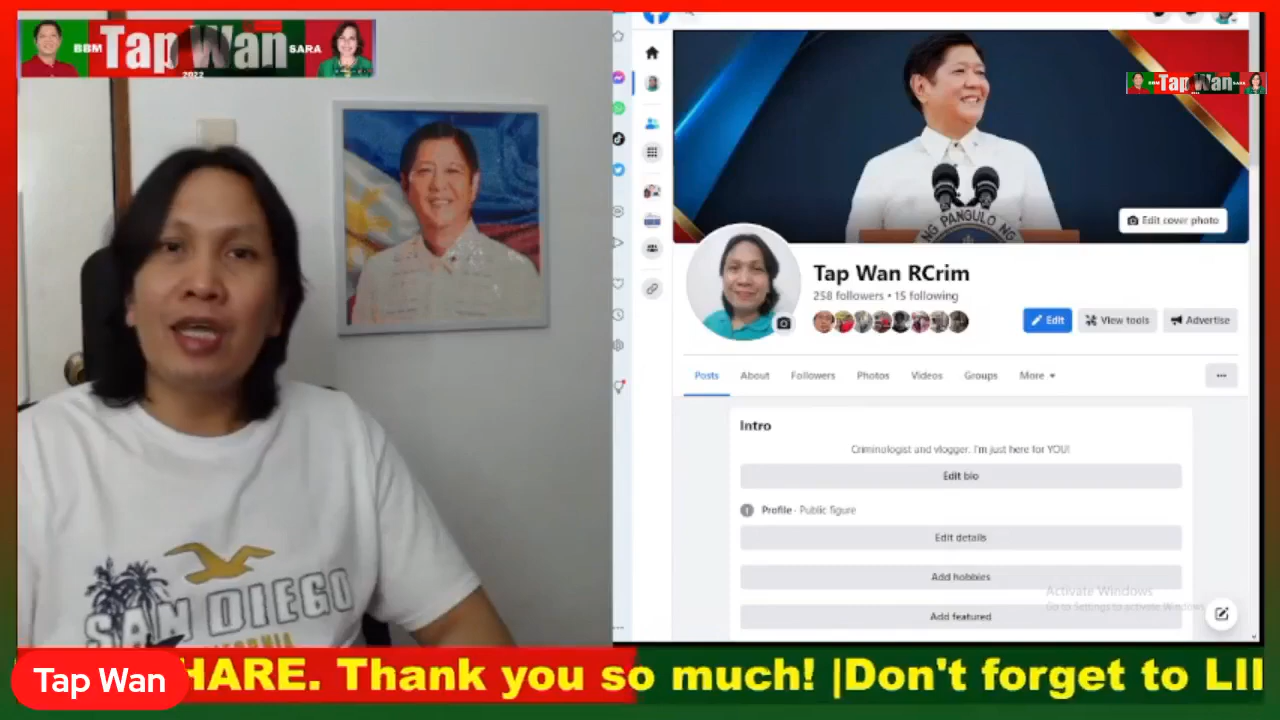 BBM Tap Wan SARA
2022
Tap Wan
NG PANGULO NG
Edit cover photo
Tap Wan RCrim
258 followers • 15 following
Edit
View tools
Advertise
Posts
About
Followers
Photos
Videos
Groups
More
Intro
Criminologist and vlogger. I'm just here for YOU!
Edit bio
Profile · Public figure
Edit details
Add hobbies
Add featured
Activate Windows
Go to Settings to activate Windows
SAN DIEGO
Tap Wan
HARE. Thank you so much! |Don't forget to LI